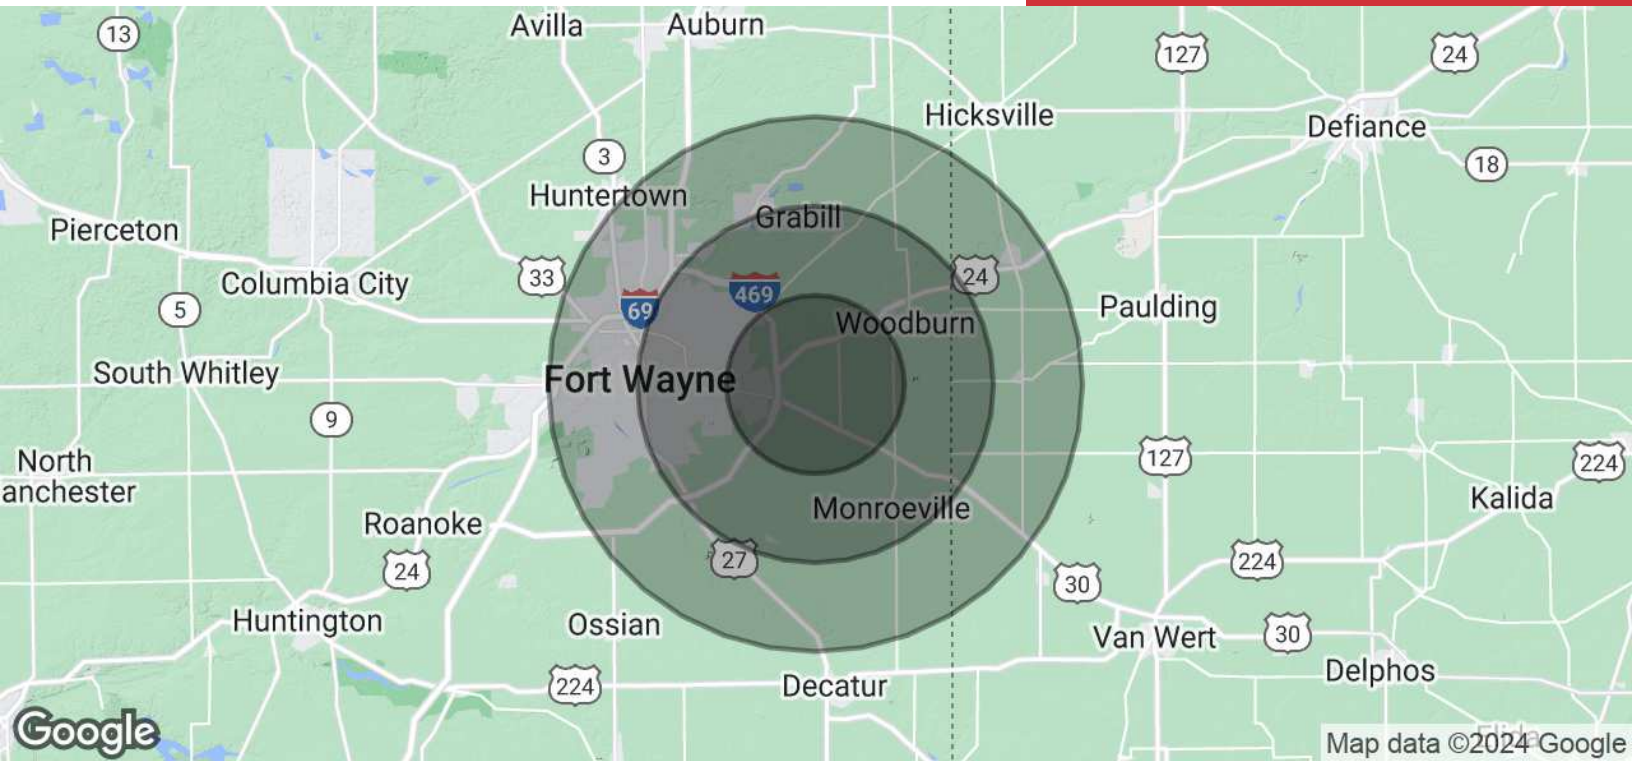 13
Avilla
Auburn
127
24
Hicksville
Defiance
3
18
Huntertown
Grabill
Pierceton
33
Columbia City
24
469
69
5
Paulding
Woodburn
South Whitley
Fort Wayne
9
North
anchester
127
224
Kalida
Monroeville
Roanoke
24
27
224
30
Huntington
Ossian
Van Wert
30
Delphos
224
Decatur
Google
Elida
Map data ©2024 Google